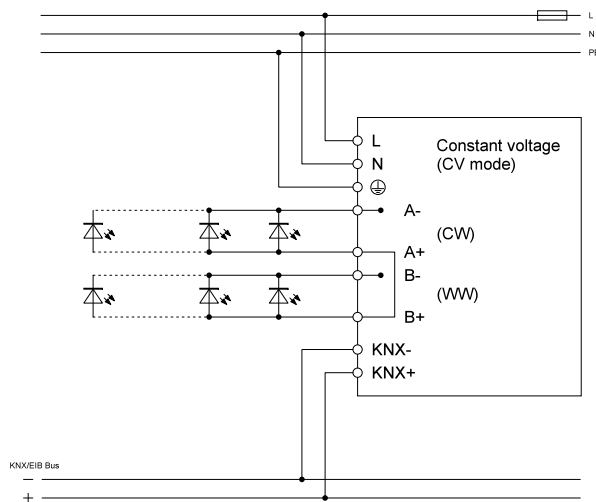 L
N
PE
L
Constant voltage
N
(CV mode)
A-
(CW)
A+
B-
(WW)
B+
KNX-
KNX+
KNX/EIB Bus
−
+